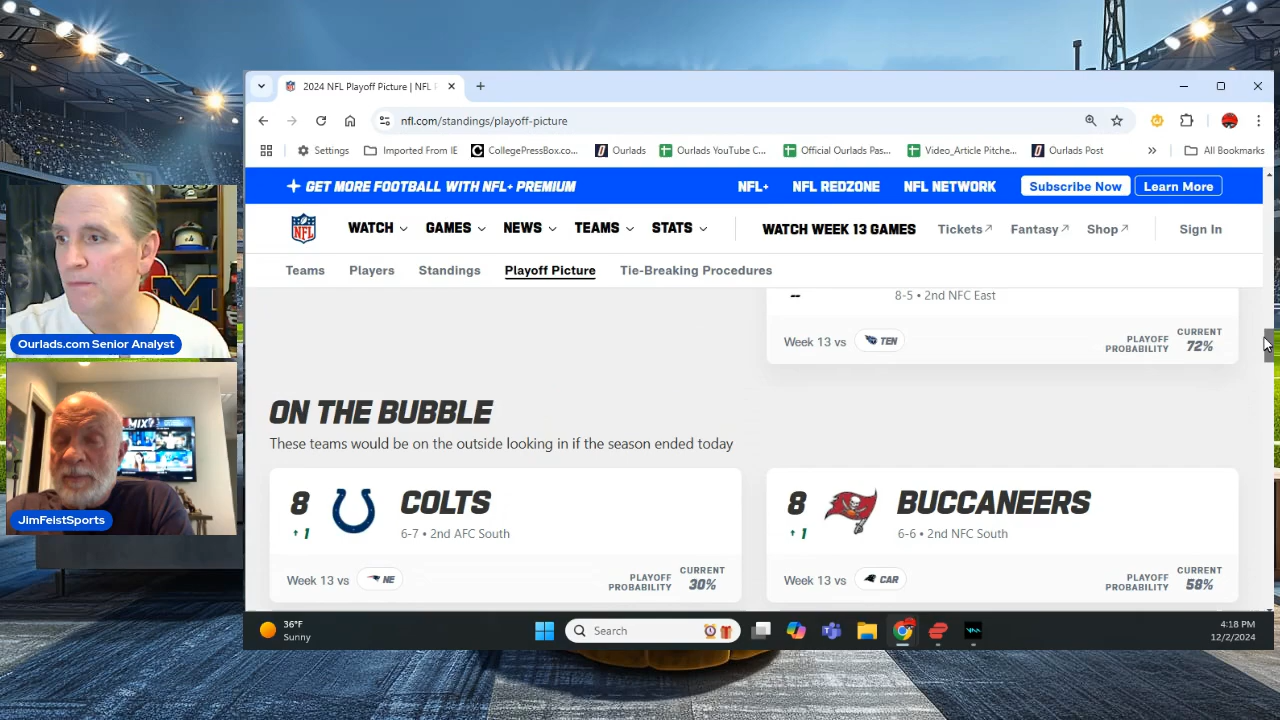 2024 NFL Playoff Picture | NFL
nfl.com/standings/playoff-picture
Settings
Imported From IE
CollegePressBox.co...
Ourlads
Ourlads YouTube C...
Official Ourlads Pas...
Video_Article Pitche...
Ourlads Post
All Bookmarks
GET MORE FOOTBALL WITH NFL+ PREMIUM
NFL+
NFL REDZONE
NFL NETWORK
Subscribe Now
Learn More
NFL
WATCH
GAMES
NEWS
TEAMS
STATS
WATCH WEEK 13 GAMES
Tickets
Fantasy
Shop
Sign In
Teams
Players
Standings
Playoff Picture
Tie-Breaking Procedures
--
8-5 • 2nd NFC East
Week 13 vs
TEN
PLAYOFF
PROBABILITY
CURRENT
72%
ON THE BUBBLE
These teams would be on the outside looking in if the season ended today
8
↑ 1
COLTS
6-7 • 2nd AFC South
Week 13 vs
NE
PLAYOFF
PROBABILITY
CURRENT
30%
8
↑ 1
BUCCANEERS
6-6 • 2nd NFC South
Week 13 vs
CAR
PLAYOFF
PROBABILITY
CURRENT
58%
36°F
Sunny
Search
4:18 PM
12/2/2024
M
Ourlads.com Senior Analyst
MIX
JimFeistSports